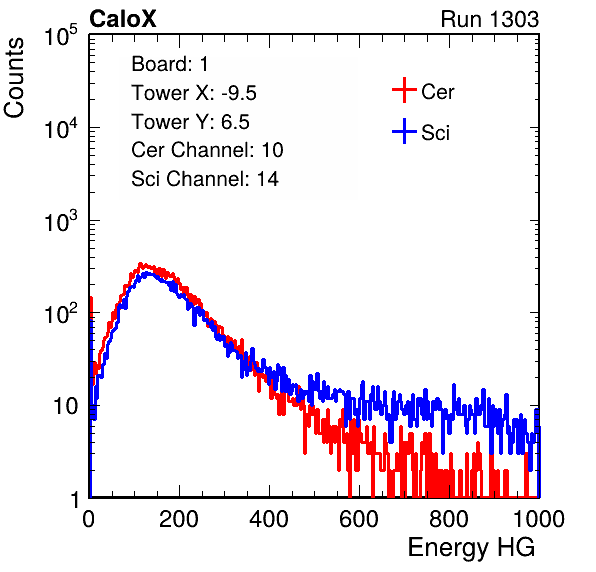 CaloX Run 1303
Counts
Board: 1
Tower X: -9.5
Tower Y: 6.5
Cer Channel: 10
Sci Channel: 14
Cer
Sci
10^5
10^4
10^3
10^2
10
1
0 200 400 600 800 1000
Energy HG